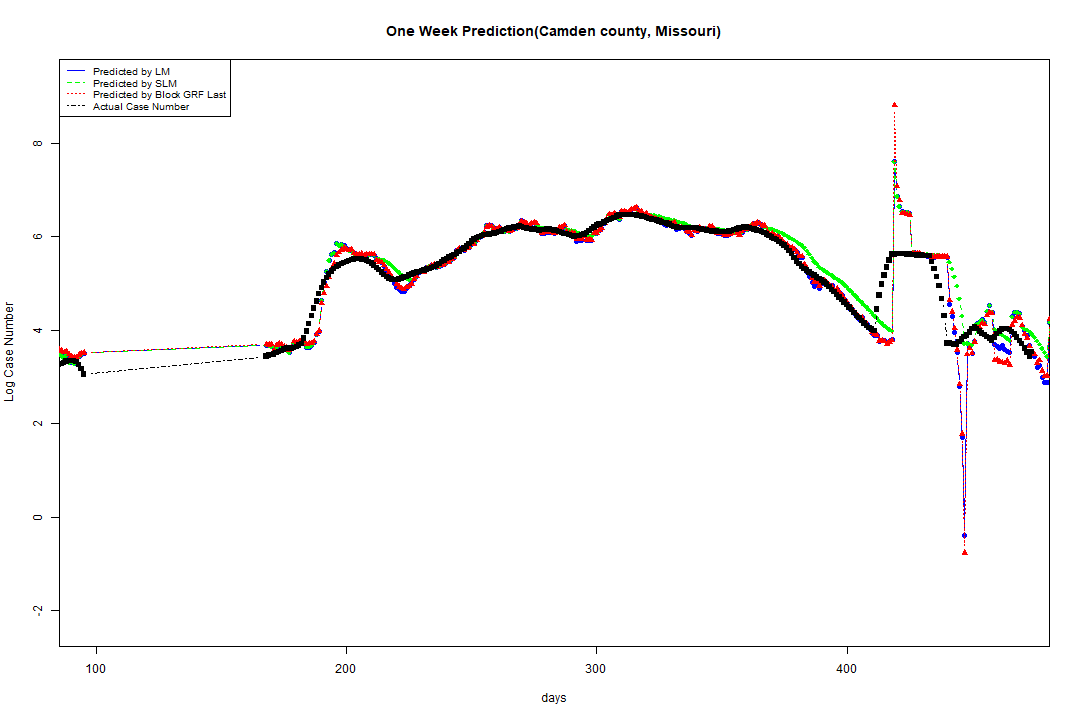 One Week Prediction(Camden county, Missouri)
Predicted by LM
Predicted by SLM
Predicted by Block GRF Last
Actual Case Number
8
6
4
2
0
-2
Log Case Number
100 200 300 400
days